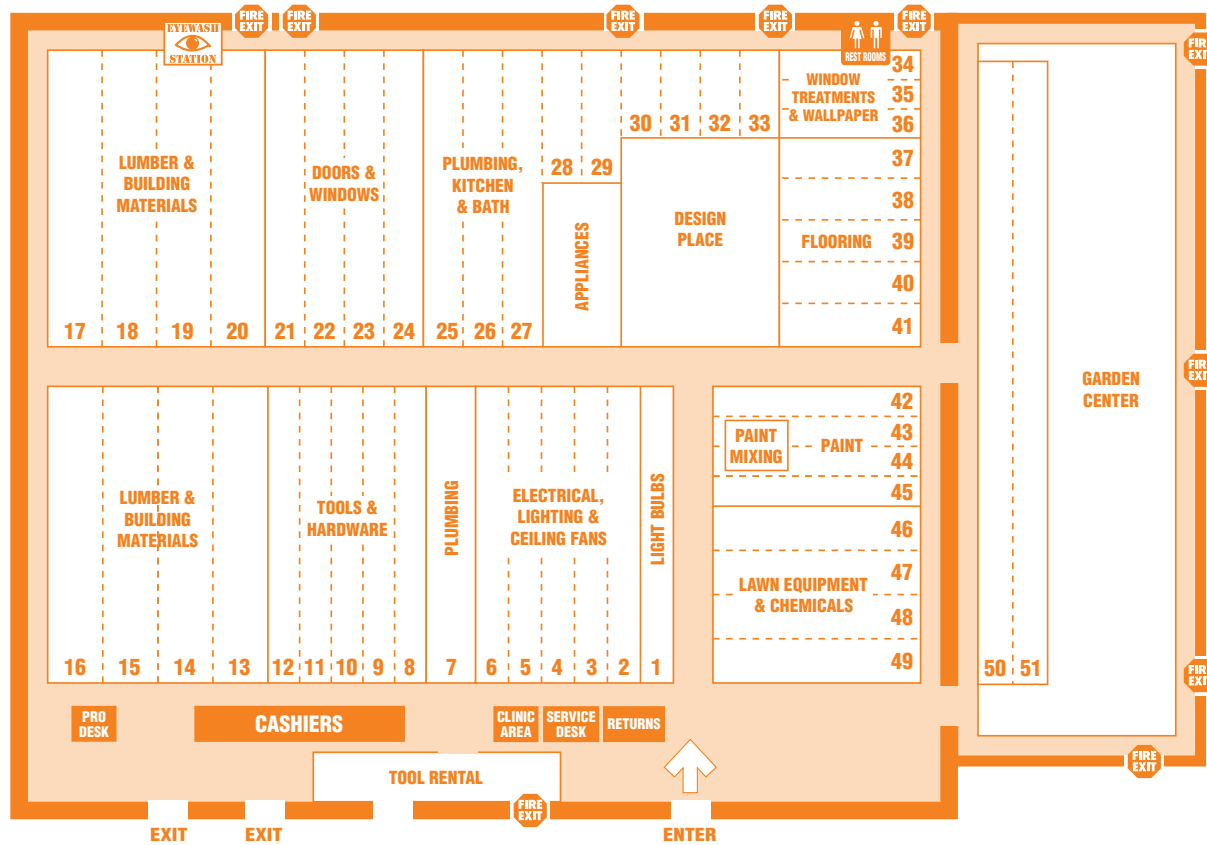 FIRE
EXIT
FIRE
EXIT
FIRE
EXIT
FIRE
EXIT
FIRE
EXIT
EYEWASH
STATION
REST ROOMS
FIRE
EXIT
34
WINDOW
TREATMENTS
& WALLPAPER
35
36
30 31 32 33
LUMBER &
BUILDING
MATERIALS
DOORS &
WINDOWS
PLUMBING,
KITCHEN
& BATH
28 29
37
38
DESIGN
PLACE
FLOORING 39
APPLIANCES
40
41
17 18 19 20 21 22 23 24 25 26 27
FIRE
EXIT
GARDEN
CENTER
42
43
PAINT
MIXING
PAINT
44
45
LUMBER &
BUILDING
MATERIALS
TOOLS &
HARDWARE
PLUMBING
ELECTRICAL,
LIGHTING &
CEILING FANS
LIGHT BULBS
46
47
LAWN EQUIPMENT
& CHEMICALS
48
49
16 15 14 13 12 11 10 9 8 7 6 5 4 3 2 1
50 51
FIRE
EXIT
PRO
DESK
CASHIERS
CLINIC
AREA
SERVICE
DESK
RETURNS
TOOL RENTAL
FIRE
EXIT
FIRE
EXIT
EXIT EXIT ENTER